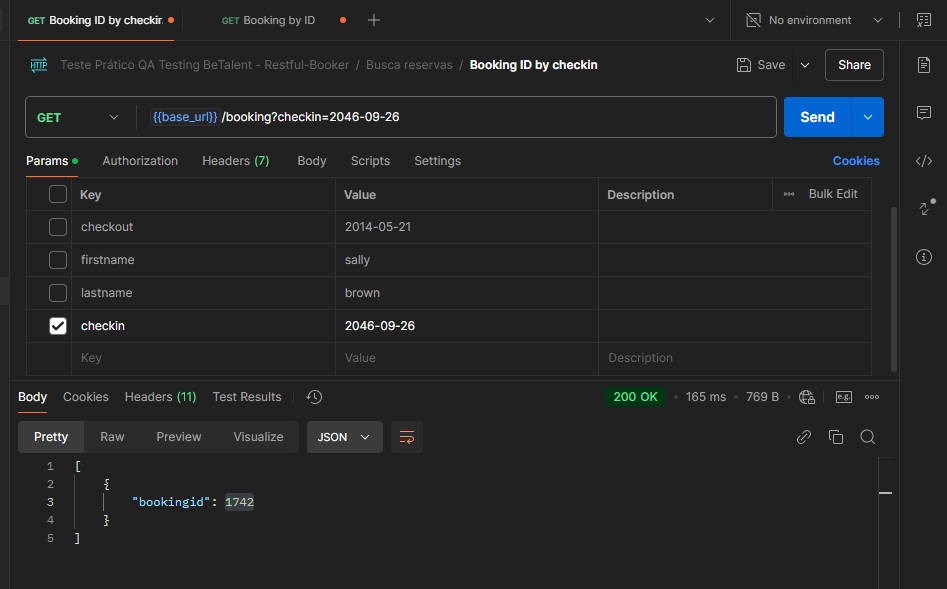 GET Booking ID by checkin GET Booking by ID No environment
HTTP Teste Prático QA Testing BeTalent - Restful-Booker / Busca reservas / Booking ID by checkin Save Share
GET {{base_url}} /booking?checkin=2046-09-26 Send
Params Authorization Headers (7) Body Scripts Settings Cookies
Key Value Description Bulk Edit
checkout 2014-05-21
firstname sally
lastname brown
checkin 2046-09-26
Key Value Description
Body Cookies Headers (11) Test Results 200 OK 165 ms 769 B e.g.
Pretty Raw Preview Visualize JSON
1 [
2 {
3 "bookingid": 1742
4 }
5 ]